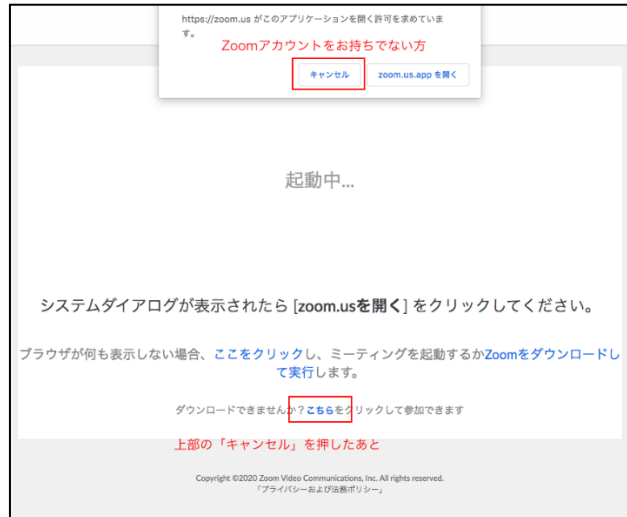 https://zoom.us がこのアプリケーションを開く許可を求めていま
す。
Zoomアカウントをお持ちでない方
キャンセル
zoom.us.app を開く
起動中...
システムダイアログが表示されたら [zoom.usを開く] をクリックしてください。
ブラウザが何も表示しない場合、ここをクリックし、ミーティングを起動するかZoomをダウンロードし
て実行します。
ダウンロードできませんか？こちらをクリックして参加できます
上部の「キャンセル」を押したあと
Copyright ©2020 Zoom Video Communications, Inc. All rights reserved.
「プライバシーおよび法務ポリシー」